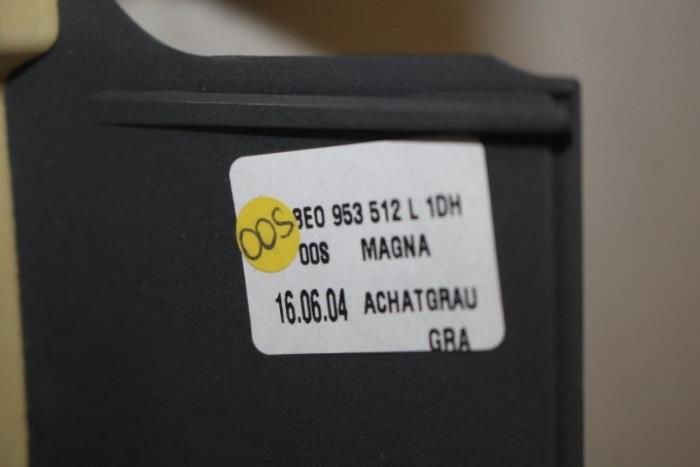 8E0 953 512 L 1DH
00S MAGNA
16.06.04 ACHATGRAU
GRA
00S